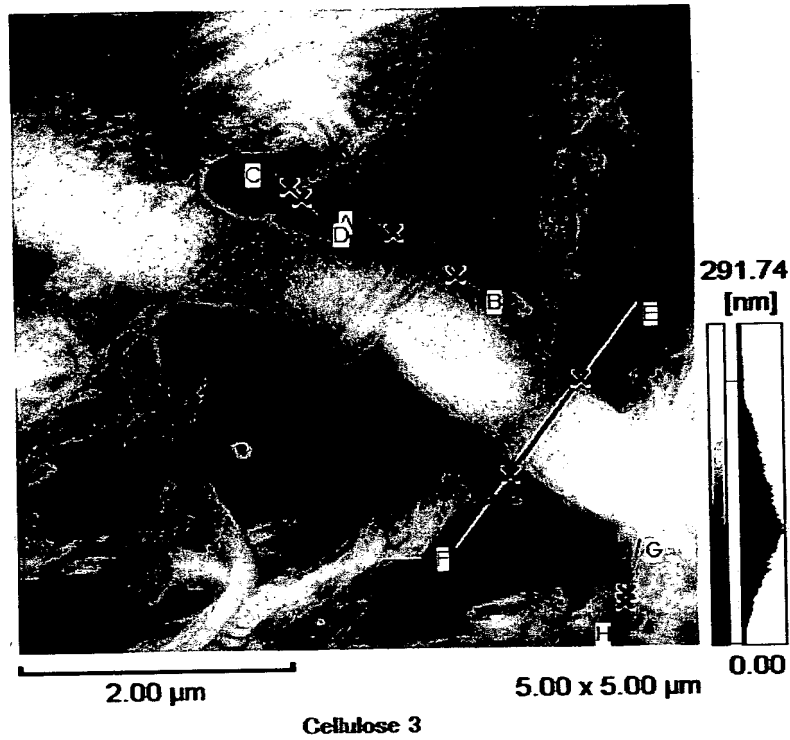 C
A
D
B
E
291.74
[nm]
F
G
H
0.00
2.00 µm
5.00 x 5.00 µm
Cellulose 3